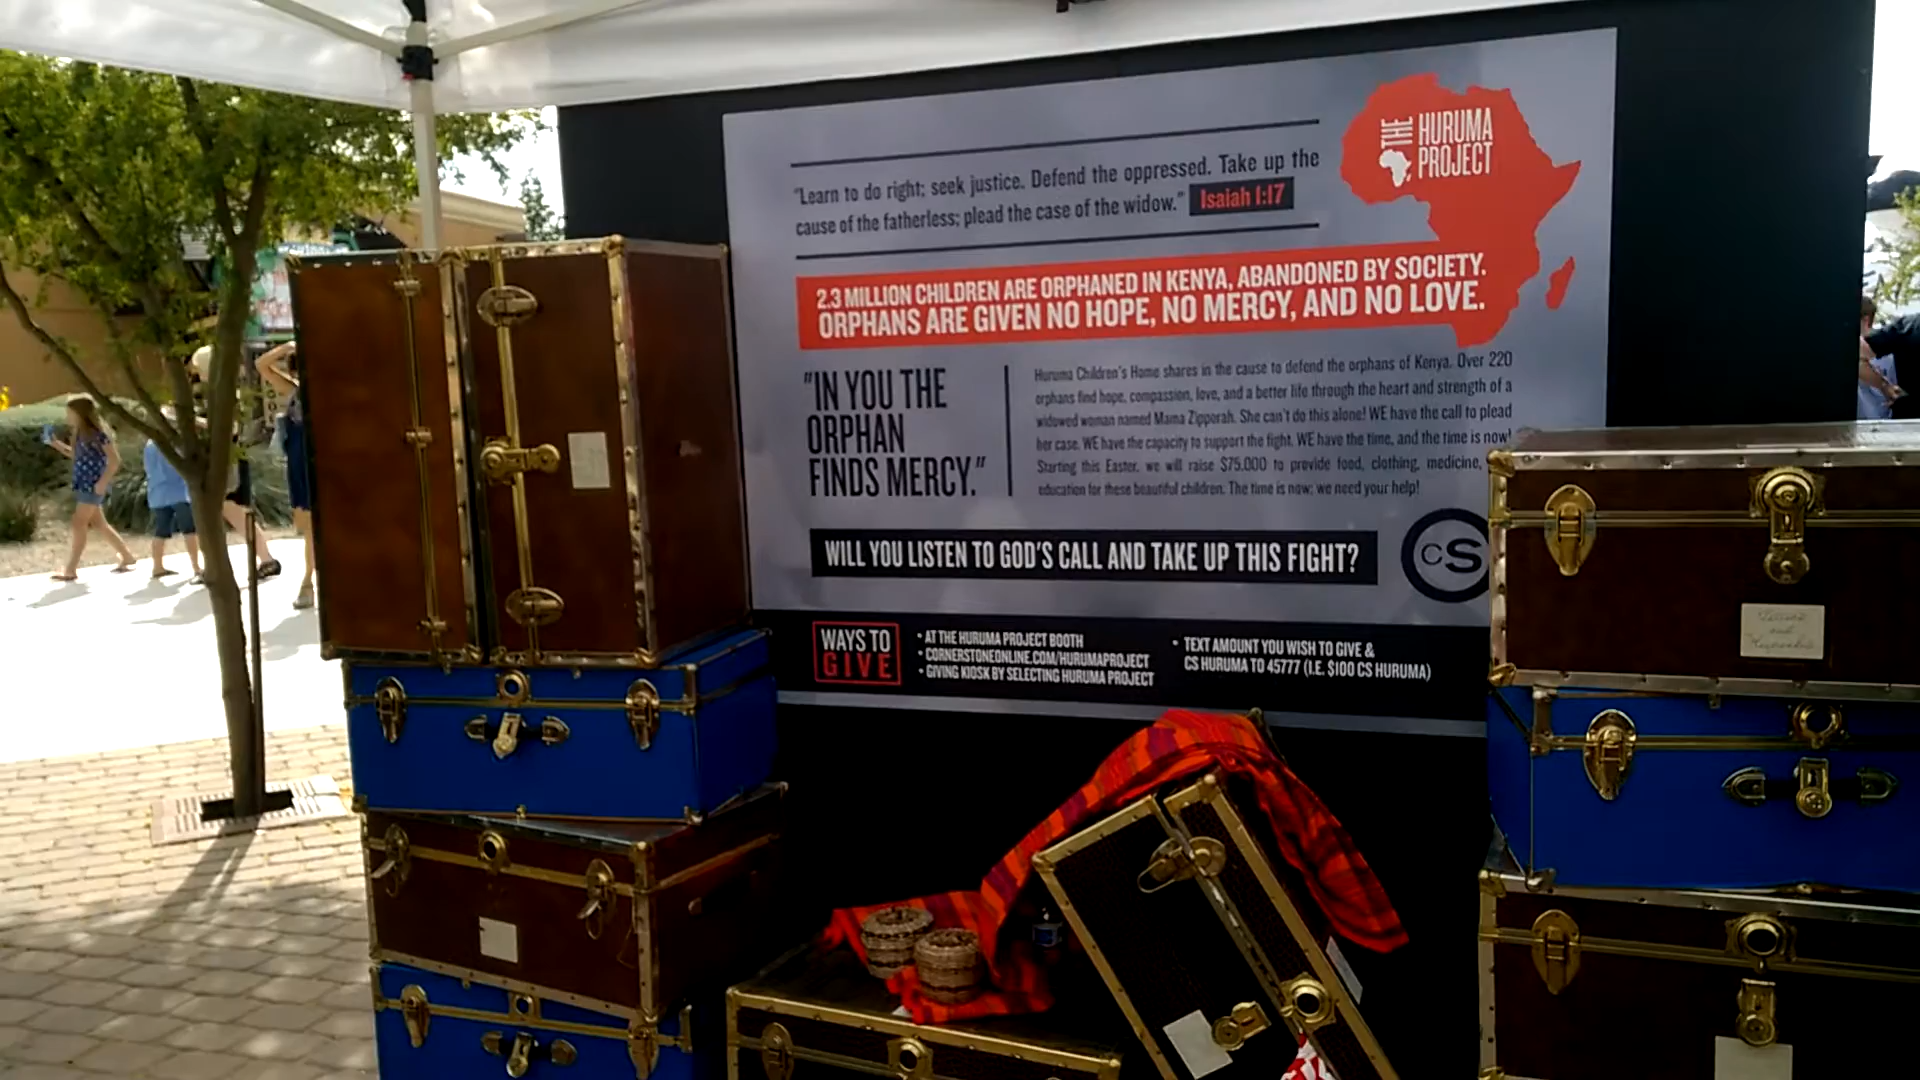 THE HURUMA
PROJECT
"Learn to do right; seek justice. Defend the oppressed. Take up the
cause of the fatherless; plead the case of the widow." Isaiah 1:17
2.3 MILLION CHILDREN ARE ORPHANED IN KENYA, ABANDONED BY SOCIETY.
ORPHANS ARE GIVEN NO HOPE, NO MERCY, AND NO LOVE.
"IN YOU THE
ORPHAN
FINDS MERCY."
Huruma Children's Home shares in the cause to defend the orphans of Kenya. Over 220
orphans find hope, compassion, love, and a better life through the heart and strength of a
widowed woman named Mama Zipporah. She can't do this alone! WE have the call to plead
her case. WE have the capacity to support the fight. WE have the time, and the time is now!
Starting this Easter, we will raise $75,000 to provide food, clothing, medicine,
education for these beautiful children. The time is now; we need your help!
WILL YOU LISTEN TO GOD'S CALL AND TAKE UP THIS FIGHT?
CS
WAYS TO
GIVE
• AT THE HURUMA PROJECT BOOTH
• CORNERSTONEONLINE.COM/HURUMAPROJECT
• GIVING KIOSK BY SELECTING HURUMA PROJECT
• TEXT AMOUNT YOU WISH TO GIVE &
CS HURUMA TO 45777 (I.E. $100 CS HURUMA)